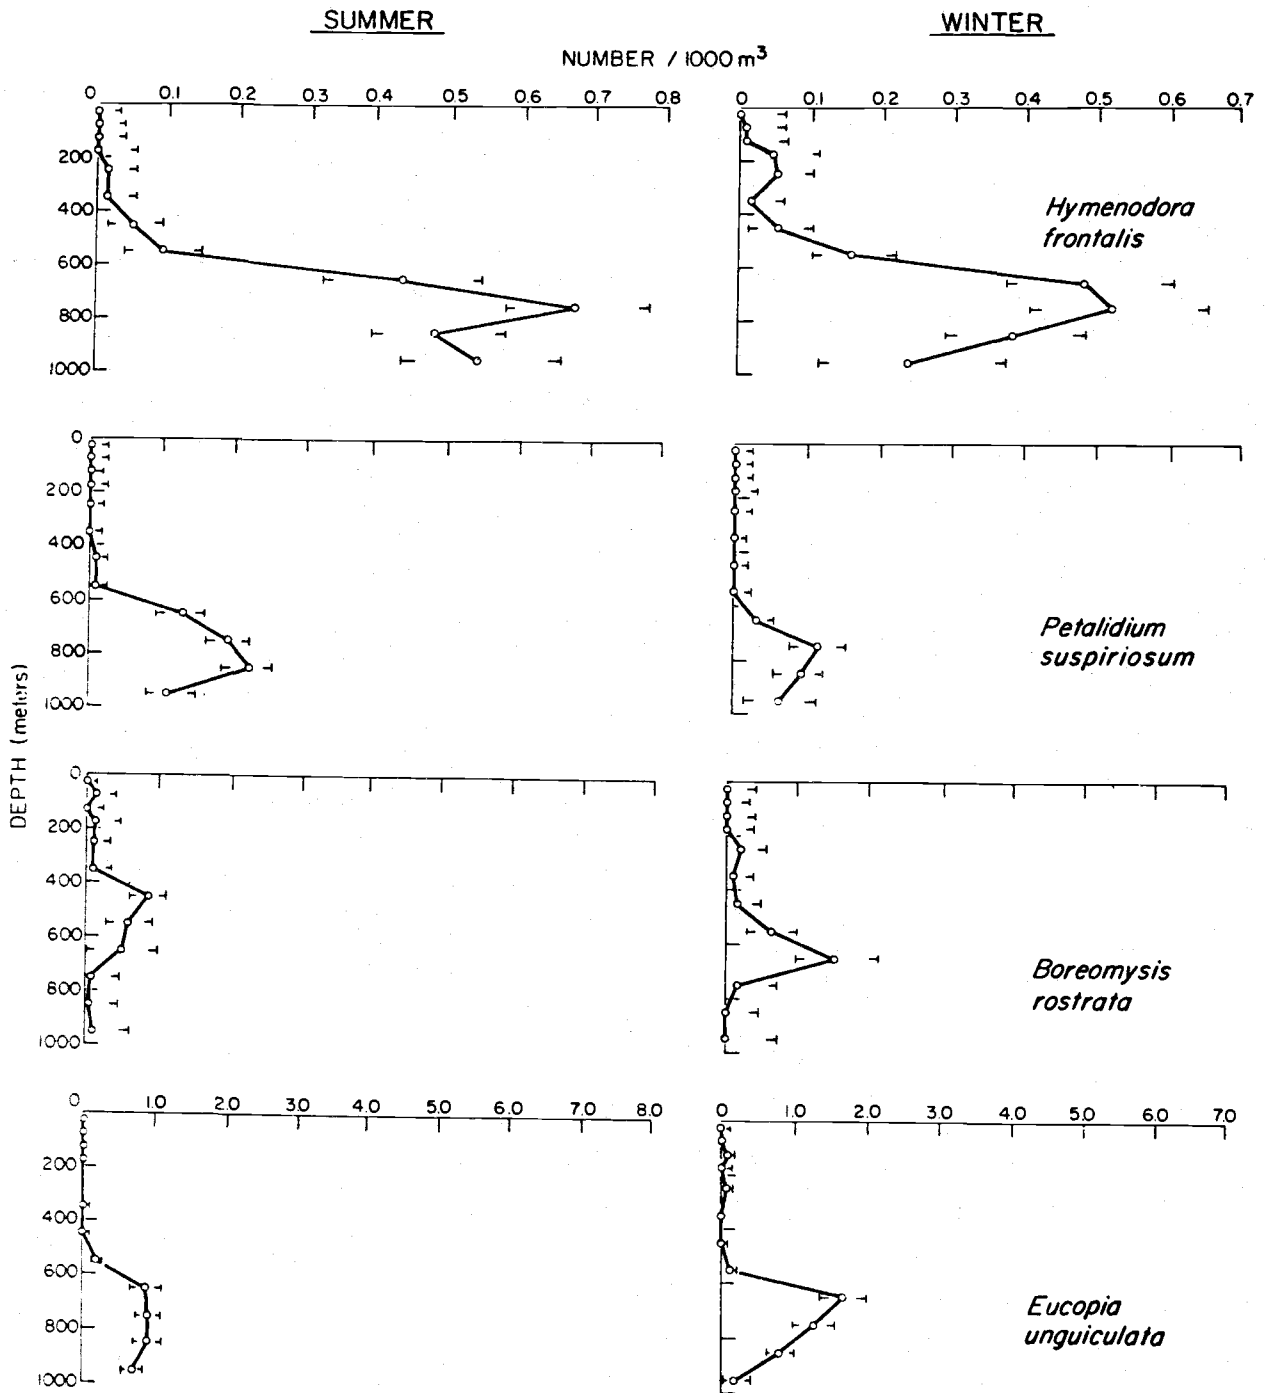 SUMMER WINTER
NUMBER / 1000 m³
0 0.1 0.2 0.3 0.4 0.5 0.6 0.7 0.8
0 0.1 0.2 0.3 0.4 0.5 0.6 0.7
200
400
600
800
1000
Hymenodora
frontalis
0
200
400
600
800
1000
Petalidium
suspiriosum
DEPTH (meters)
0
200
400
600
800
1000
Boreomysis
rostrata
0 1.0 2.0 3.0 4.0 5.0 6.0 7.0 8.0
0 1.0 2.0 3.0 4.0 5.0 6.0 7.0
200
400
600
800
1000
Eucopia
unguiculata